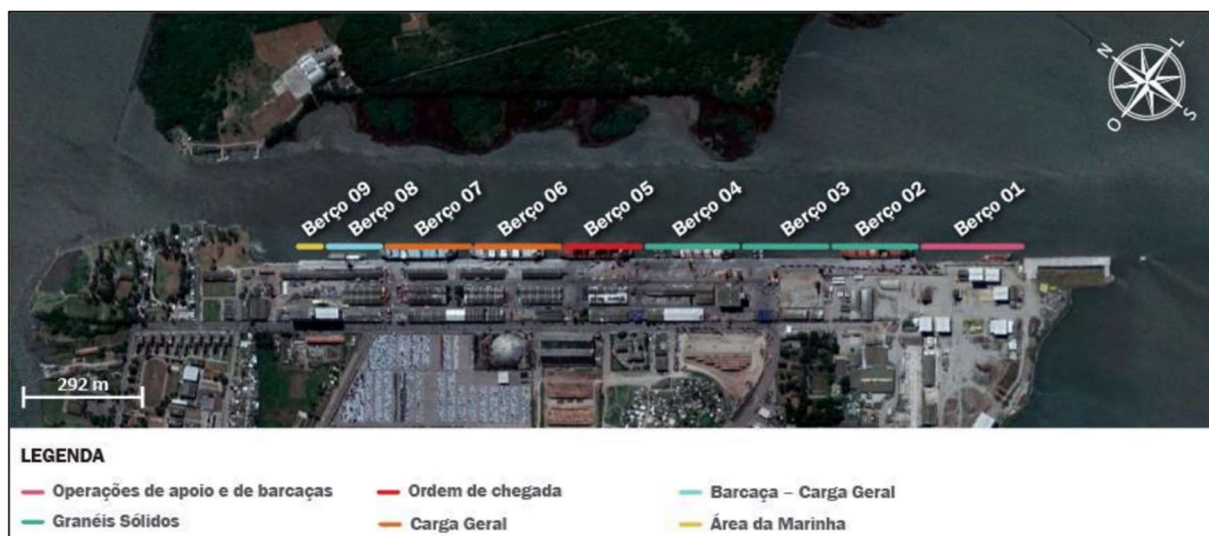 N
L
O
S
Berço 09
Berço 08
Berço 07
Berço 06
Berço 05
Berço 04
Berço 03
Berço 02
Berço 01
292 m
LEGENDA
Operações de apoio e de barcaças
Ordem de chegada
Barcaça – Carga Geral
Granéis Sólidos
Carga Geral
Área da Marinha